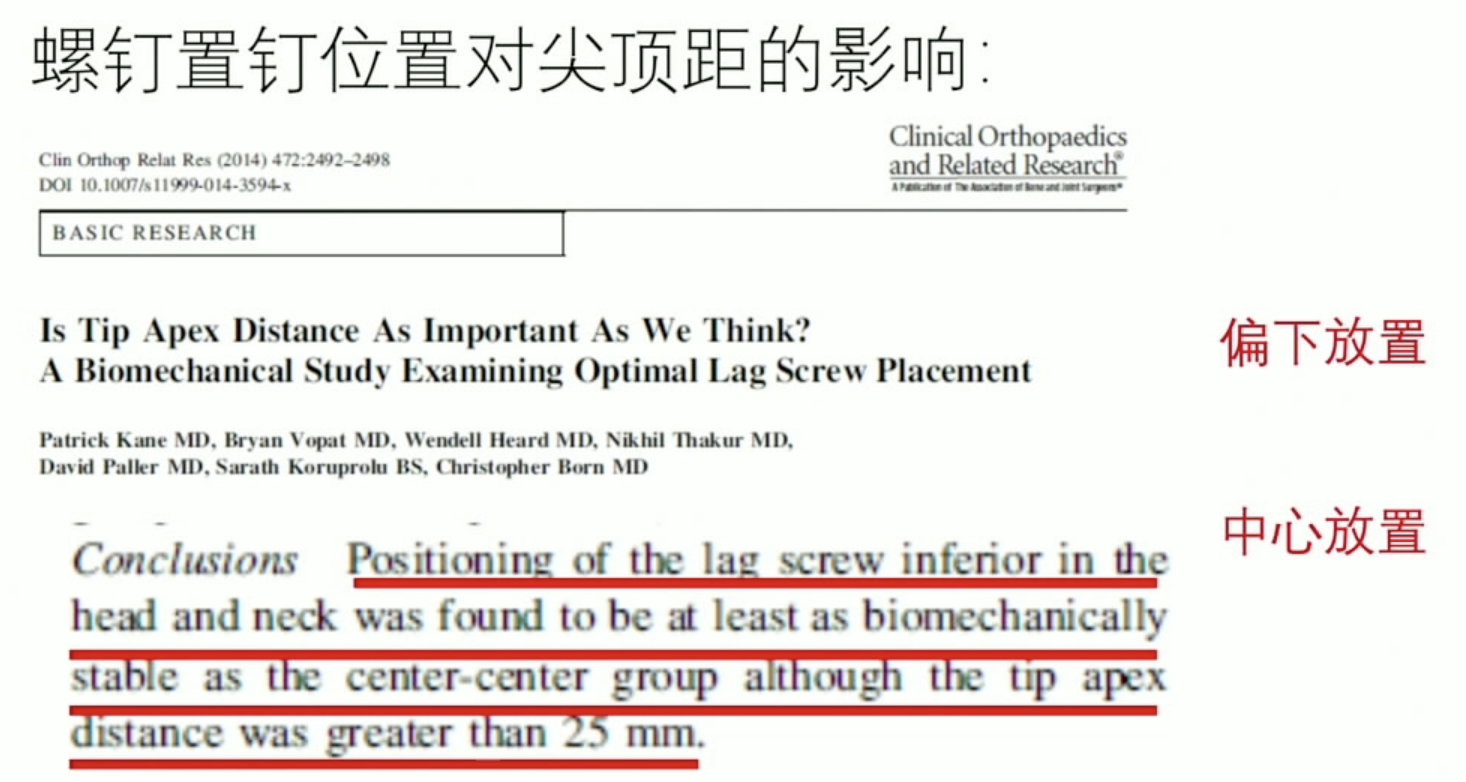 螺钉置钉位置对尖顶距的影响：
Clin Orthop Relat Res (2014) 472:2492–2498
DOI 10.1007/s11999-014-3594-x
Clinical Orthopaedics
and Related Research®
A Publication of The Association of Bone and Joint Surgeons®
BASIC RESEARCH
Is Tip Apex Distance As Important As We Think?
A Biomechanical Study Examining Optimal Lag Screw Placement
偏下放置
Patrick Kane MD, Bryan Vopat MD, Wendell Heard MD, Nikhil Thakur MD,
David Paller MD, Sarath Koruprolu BS, Christopher Born MD
中心放置
Conclusions Positioning of the lag screw inferior in the
head and neck was found to be at least as biomechanically
stable as the center-center group although the tip apex
distance was greater than 25 mm.